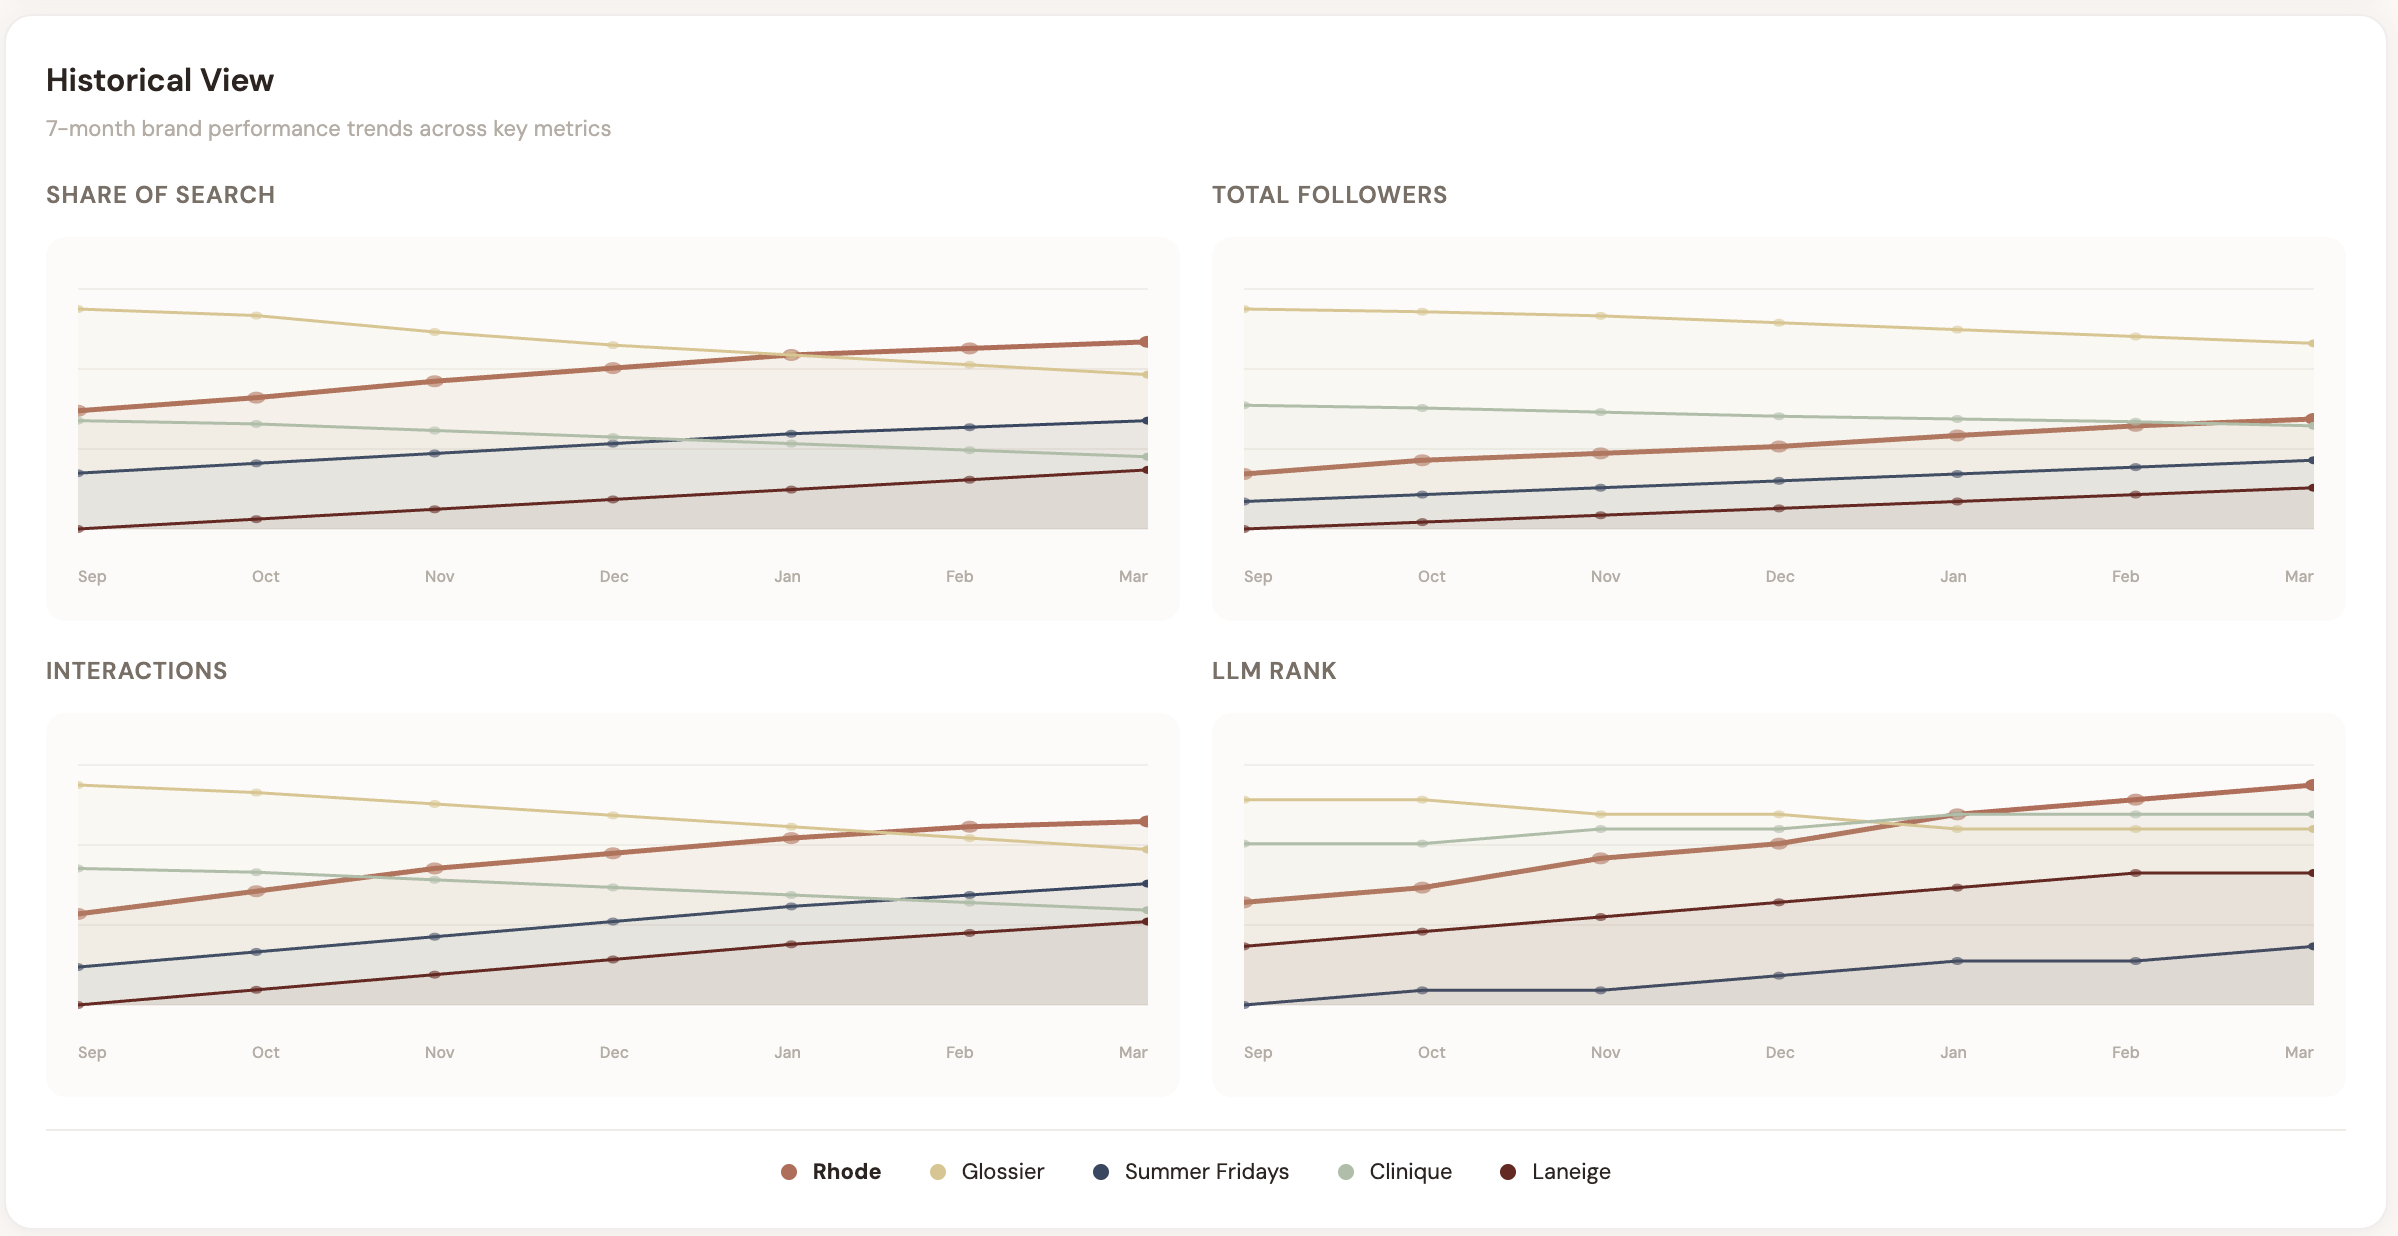 Historical View
7-month brand performance trends across key metrics
SHARE OF SEARCH
Sep Oct Nov Dec Jan Feb Mar
TOTAL FOLLOWERS
Sep Oct Nov Dec Jan Feb Mar
INTERACTIONS
Sep Oct Nov Dec Jan Feb Mar
LLM RANK
Sep Oct Nov Dec Jan Feb Mar
Rhode Glossier Summer Fridays Clinique Laneige